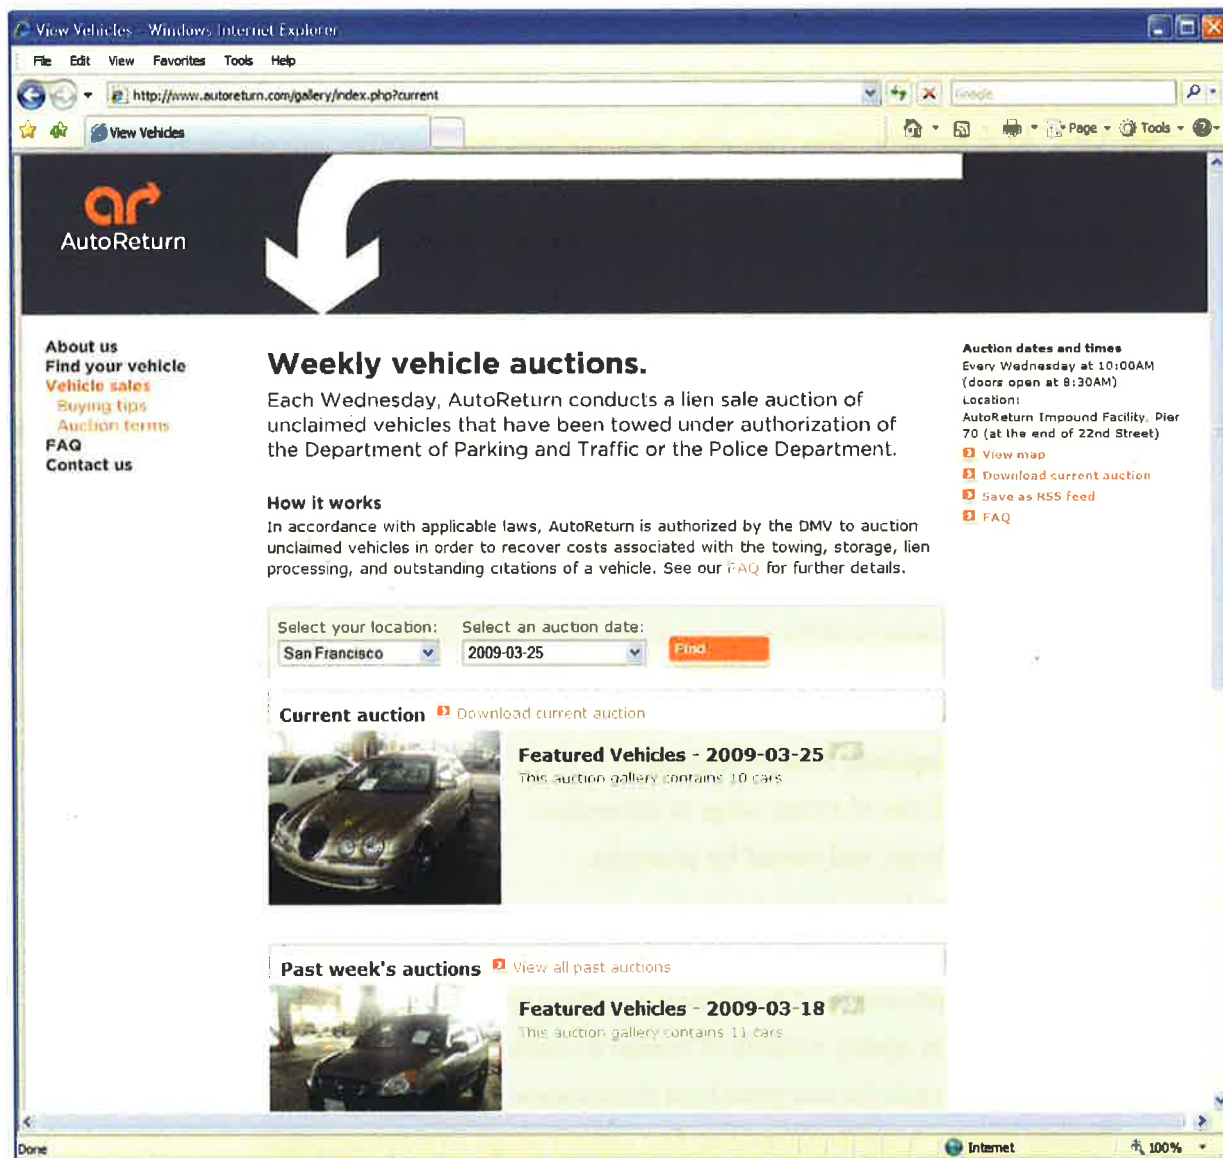 View Vehicles - Windows Internet Explorer
File Edit View Favorites Tools Help
http://www.autoreturn.com/gallery/index.php?current
Google
View Vehicles
Page Tools
ar
AutoReturn
About us
Find your vehicle
Vehicle sales
Buying tips
Auction terms
FAQ
Contact us
Weekly vehicle auctions.
Each Wednesday, AutoReturn conducts a lien sale auction of
unclaimed vehicles that have been towed under authorization of
the Department of Parking and Traffic or the Police Department.
How it works
In accordance with applicable laws, AutoReturn is authorized by the DMV to auction
unclaimed vehicles in order to recover costs associated with the towing, storage, lien
processing, and outstanding citations of a vehicle. See our FAQ for further details.
Select your location: Select an auction date:
San Francisco 2009-03-25 Find
Current auction Download current auction
Featured Vehicles - 2009-03-25
This auction gallery contains 10 cars
Past week's auctions View all past auctions
Featured Vehicles - 2009-03-18
This auction gallery contains 11 cars
Auction dates and times
Every Wednesday at 10:00AM
(doors open at 8:30AM)
Location:
AutoReturn Impound Facility, Pier
70 (at the end of 22nd Street)
View map
Download current auction
Save as RSS feed
FAQ
Done Internet 100%